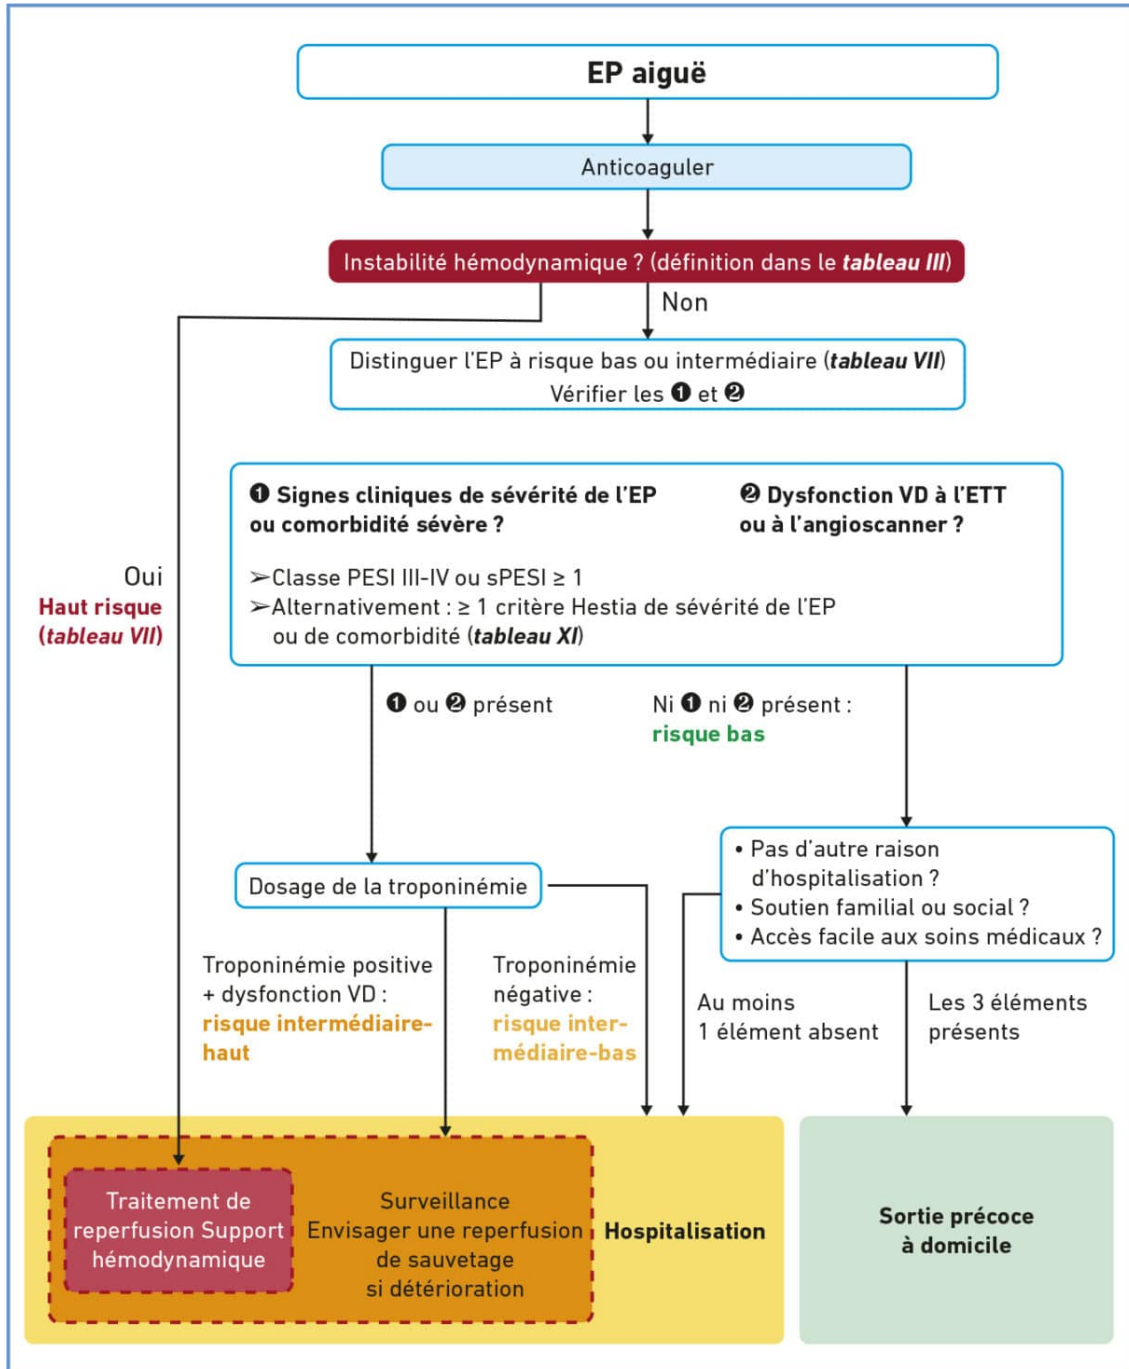 EP aiguë
Anticoaguler
Instabilité hémodynamique ? (définition dans le tableau III)
Non
Distinguer l’EP à risque bas ou intermédiaire (tableau VII)
Vérifier les ❶ et ❷
❶ Signes cliniques de sévérité de l’EP
ou comorbidité sévère ?
➢Classe PESI III-IV ou sPESI ≥ 1
➢Alternativement : ≥ 1 critère Hestia de sévérité de l’EP
ou de comorbidité (tableau XI)
❷ Dysfonction VD à l’ETT
ou à l’angioscanner ?
Oui
Haut risque
(tableau VII)
❶ ou ❷ présent
Ni ❶ ni ❷ présent :
risque bas
Dosage de la troponinémie
• Pas d’autre raison
d’hospitalisation ?
• Soutien familial ou social ?
• Accès facile aux soins médicaux ?
Troponinémie positive
+ dysfonction VD :
risque intermédiaire-
haut
Troponinémie
négative :
risque inter-
médiaire-bas
Au moins
1 élément absent
Les 3 éléments
présents
Traitement de
reperfusion Support
hémodynamique
Surveillance
Envisager une reperfusion
de sauvetage
si détérioration
Hospitalisation
Sortie précoce
à domicile